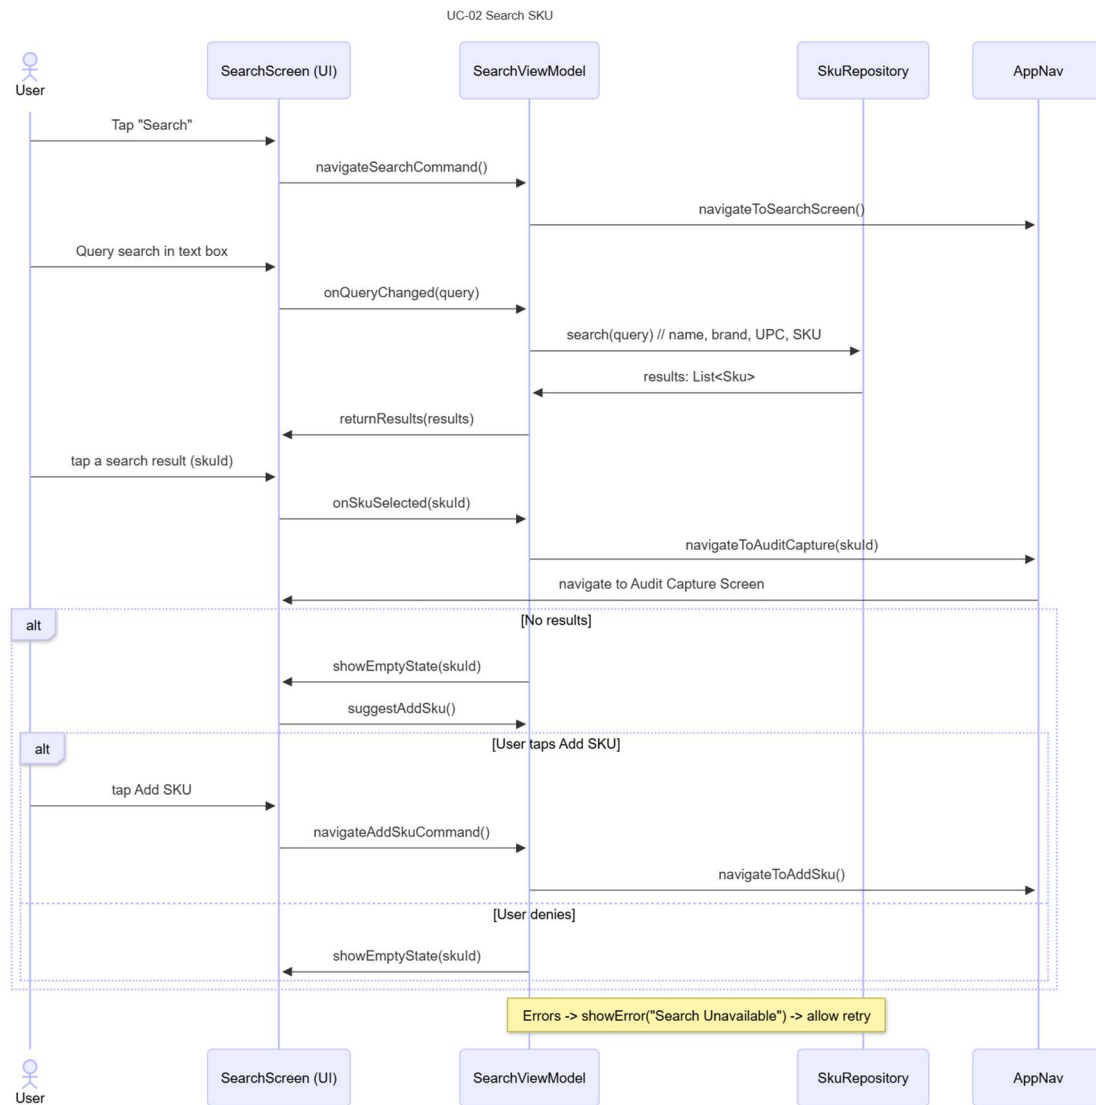 UC-02 Search SKU
User
SearchScreen (UI)
SearchViewModel
SkuRepository
AppNav
Tap "Search"
navigateSearchCommand()
navigateToSearchScreen()
Query search in text box
onQueryChanged(query)
search(query) // name, brand, UPC, SKU
results: List<Sku>
returnResults(results)
tap a search result (skuId)
onSkuSelected(skuId)
navigateToAuditCapture(skuId)
navigate to Audit Capture Screen
alt
[No results]
showEmptyState(skuId)
suggestAddSku()
alt
[User taps Add SKU]
tap Add SKU
navigateAddSkuCommand()
navigateToAddSku()
[User denies]
showEmptyState(skuId)
Errors -> showError("Search Unavailable") -> allow retry
User
SearchScreen (UI)
SearchViewModel
SkuRepository
AppNav